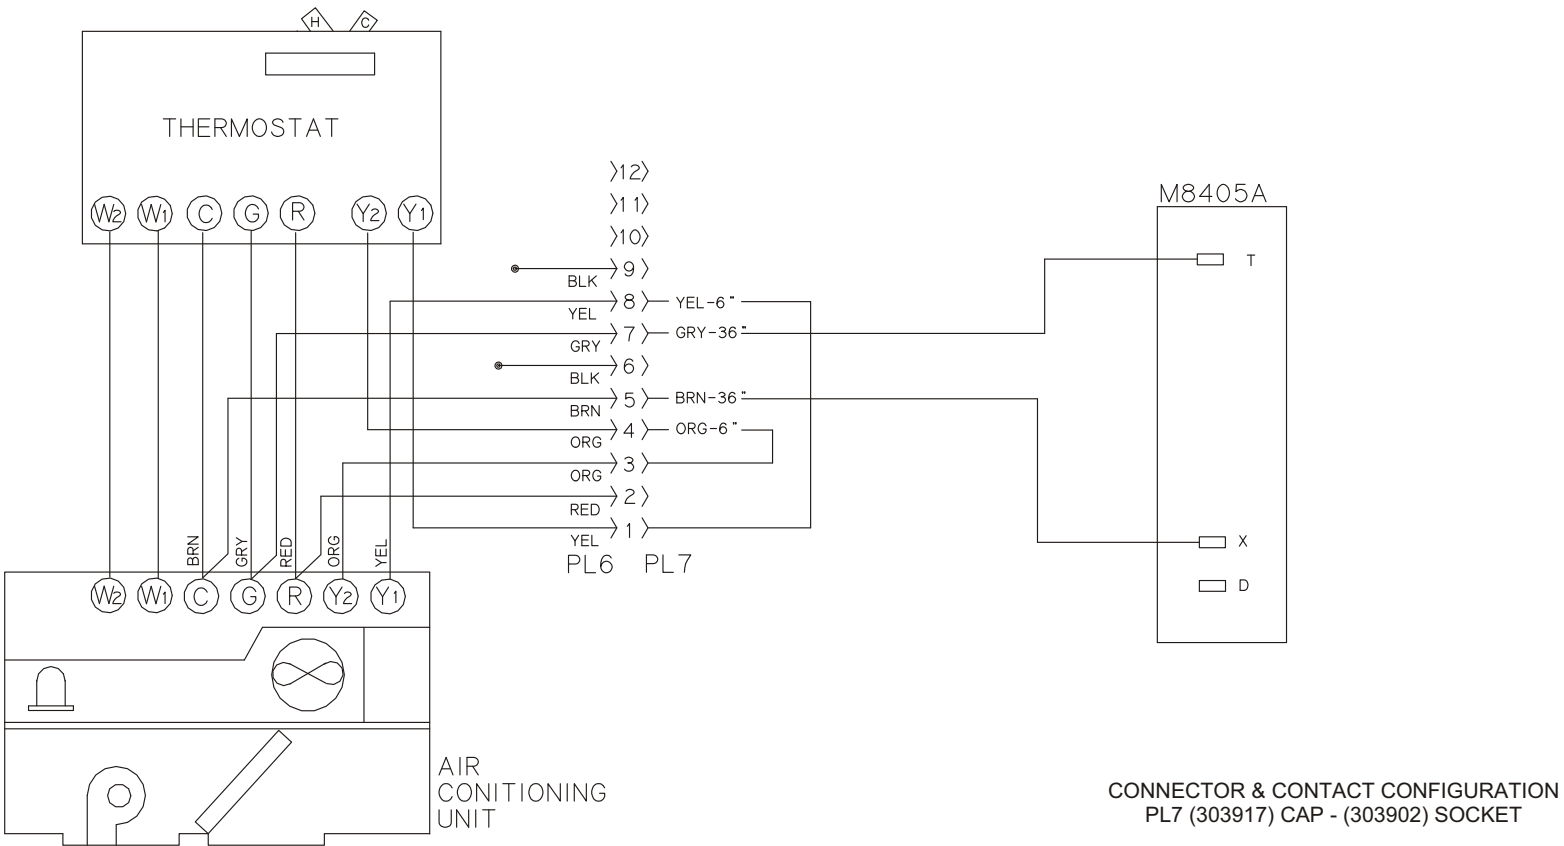 H C
THERMOSTAT
W2 W1 C G R Y2 Y1
12
11
10
9
BLK
8 YEL-6"
YEL
7 GRY-36"
GRY
6
BLK
5 BRN-36"
BRN
4 ORG-6"
ORG
3
ORG
2
RED
1
YEL
PL6 PL7
M8405A
T
X
D
BRN GRY RED ORG YEL
W2 W1 C G R Y2 Y1
AIR
CONITIONING
UNIT
CONNECTOR & CONTACT CONFIGURATION
PL7 (303917) CAP - (303902) SOCKET